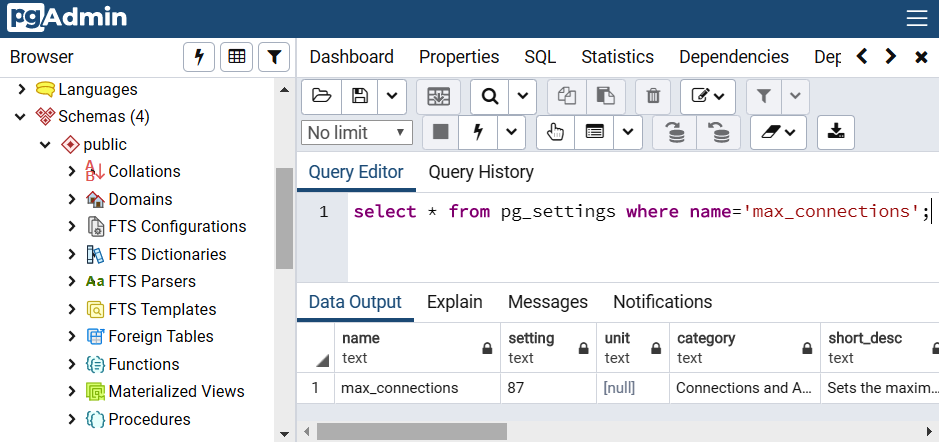 pgAdmin
Browser
Languages
Schemas (4)
public
Collations
Domains
FTS Configurations
FTS Dictionaries
Aa FTS Parsers
FTS Templates
Foreign Tables
Functions
Materialized Views
Procedures
Dashboard Properties SQL Statistics Dependencies Dep
No limit
Query Editor Query History
1 select * from pg_settings where name='max_connections';
Data Output Explain Messages Notifications
name setting unit category short_desc
text text text text text
1 max_connections 87 [null] Connections and A... Sets the maxim...